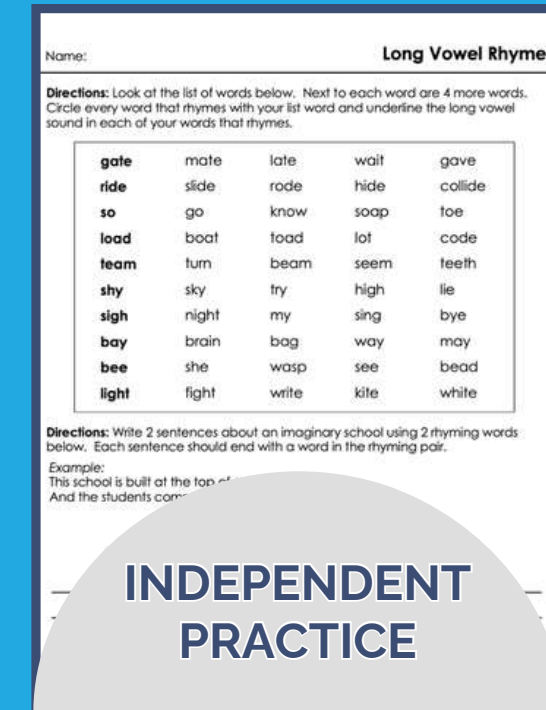 Name: Long Vowel Rhyme
Directions: Look at the list of words below. Next to each word are 4 more words.
Circle every word that rhymes with your list word and underline the long vowel
sound in each of your words that rhymes.
gate mate late wait gave
ride slide rode hide collide
so go know soap toe
load boat toad lot code
team turn beam seem teeth
shy sky try high lie
sigh night my sing bye
bay brain bag way may
bee she wasp see bead
light fight write kite white
Directions: Write 2 sentences about an imaginary school using 2 rhyming words
below. Each sentence should end with a word in the rhyming pair.
Example:
This school is built at the top of
And the students
INDEPENDENT
PRACTICE